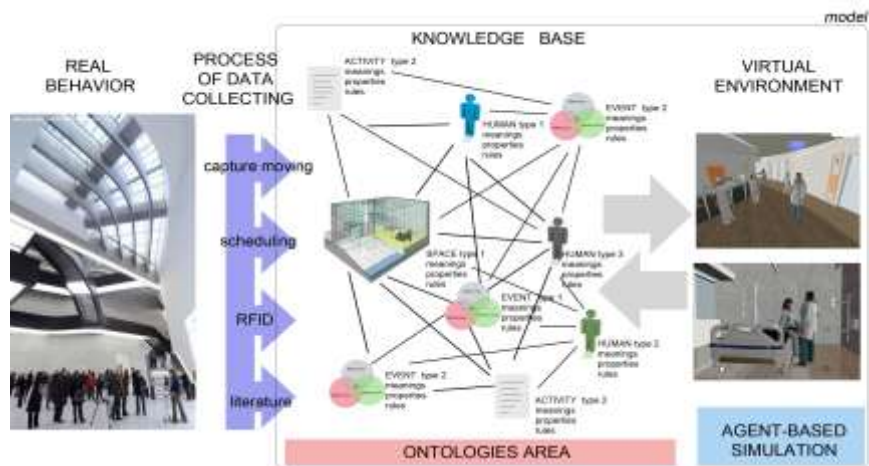 model
REAL
BEHAVIOR
PROCESS
OF DATA
COLLECTING
KNOWLEDGE BASE
VIRTUAL
ENVIRONMENT
ACTIVITY type 2
meanings
properties
rules
HUMAN type 1
meanings
properties
rules
EVENT type 2
meanings
properties
rules
capture moving
scheduling
RFID
literature
SPACE type 1
meanings
properties
rules
HUMAN type 3
meanings
properties
rules
EVENT type 1
meanings
properties
rules
HUMAN type 2
meanings
properties
rules
EVENT type 2
meanings
properties
rules
ACTIVITY type 2
meanings
properties
rules
ONTOLOGIES AREA
AGENT-BASED
SIMULATION